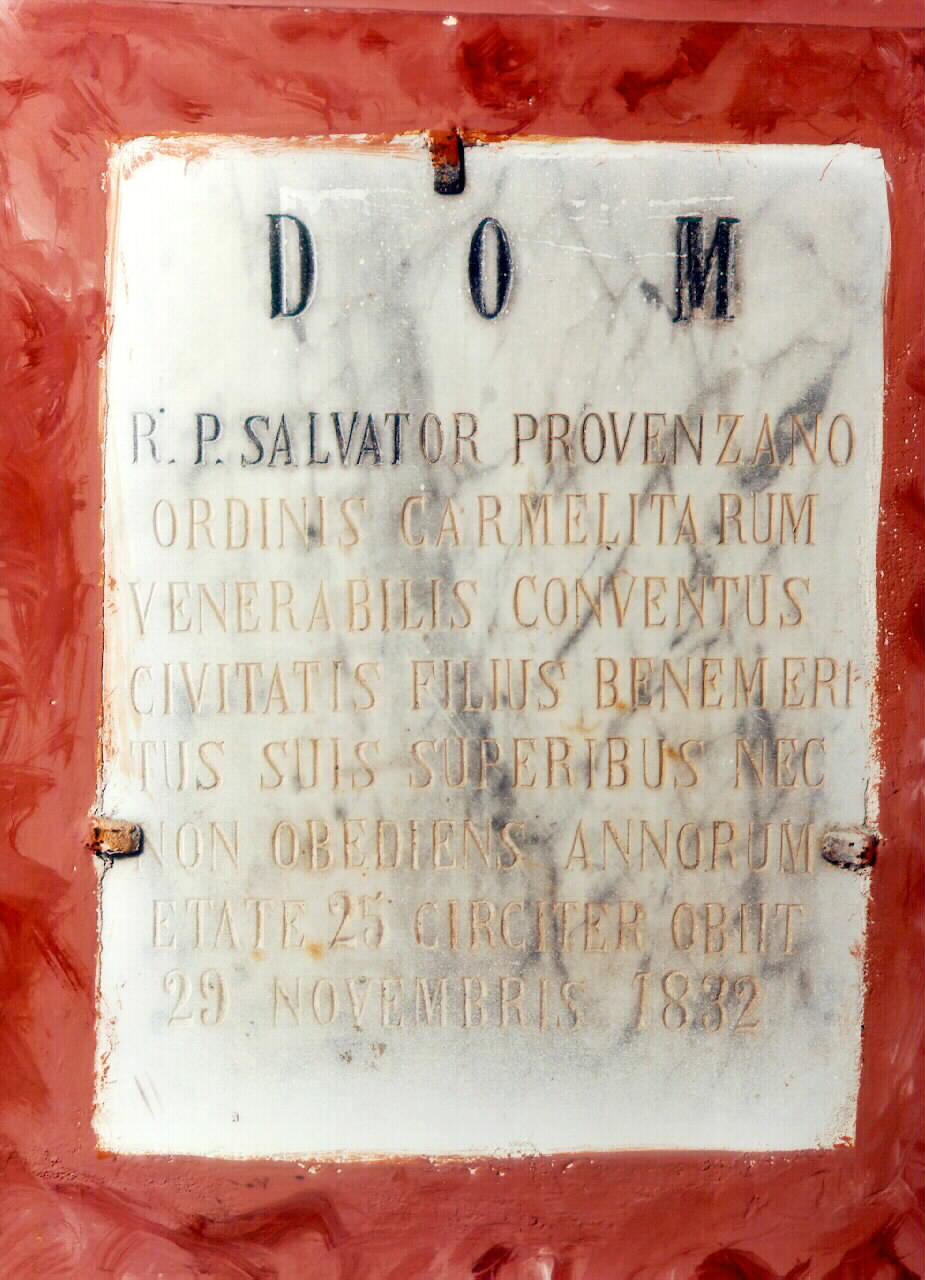 D O M
R. P. SALVATOR PROVENZANO
ORDINIS CARMELITARUM
VENERABILIS CONVENTUS
CIVITATIS FILIUS BENEMERI
TUS SUIS SUPERIBUS NEC
NON OBEDIENS ANNORUM
ETATE 25 CIRCITER OBIIT
29 NOVEMBRIS 1832